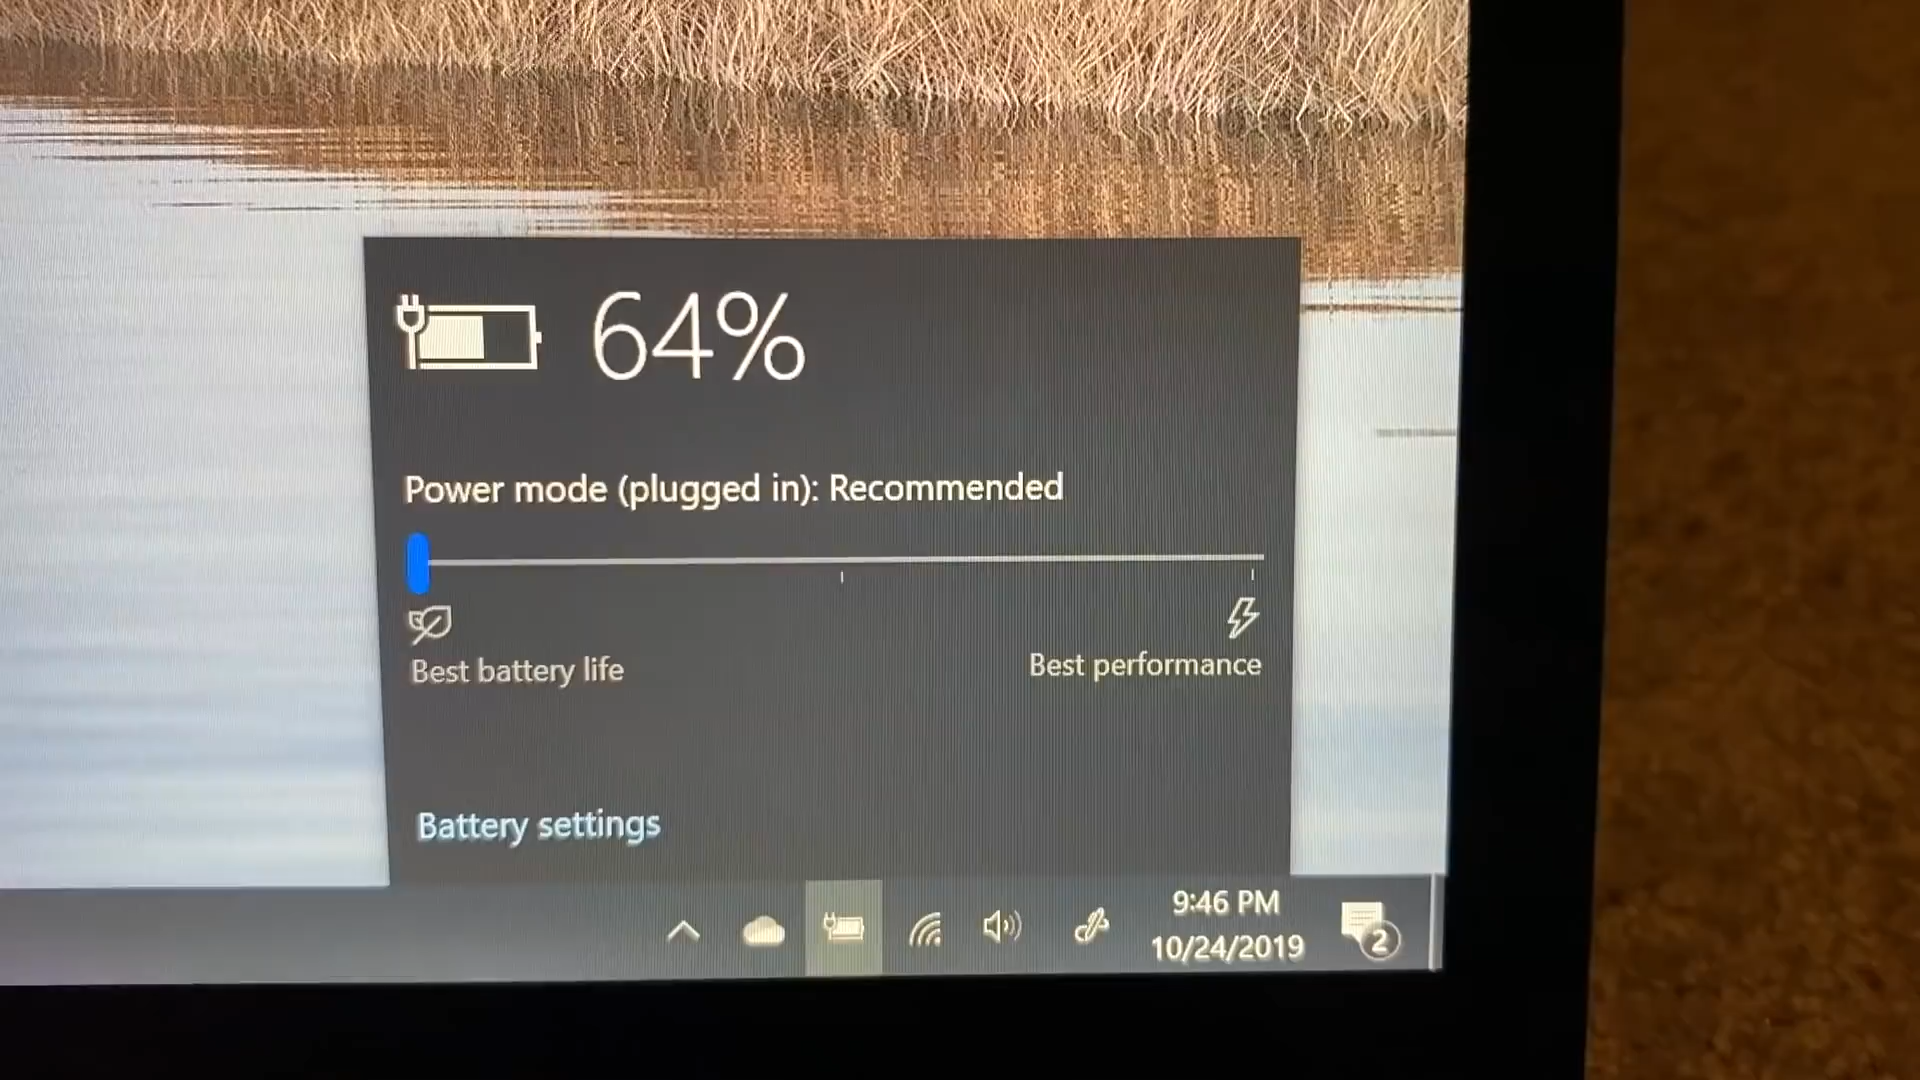 64%
Power mode (plugged in): Recommended
Best battery life
Best performance
Battery settings
9:46 PM
10/24/2019
2